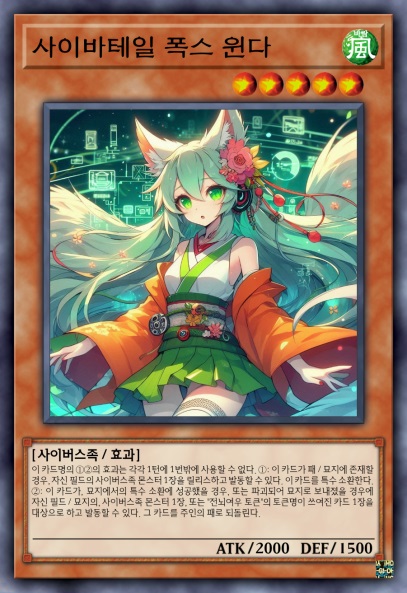 사이바테일 폭스 윈다
바람
風
[사이버스족 / 효과]
이 카드명의 ①②의 효과는 각각 1턴에 1번밖에 사용할 수 없다. ①: 이 카드가 패 / 묘지에 존재할
경우, 자신 필드의 사이버스족 몬스터 1장을 릴리스하고 발동할 수 있다. 이 카드를 특수 소환한다.
②: 이 카드가, 묘지에서의 특수 소환에 성공했을 경우, 또는 파괴되어 묘지로 보내졌을 경우에
자신 필드 / 묘지의, 사이버스족 몬스터 1장, 또는 "전뇌여우 토큰"의 토큰명이 쓰여진 카드 1장을
대상으로 하고 발동할 수 있다. 그 카드를 주인의 패로 되돌린다.
ATK/2000 DEF/1500